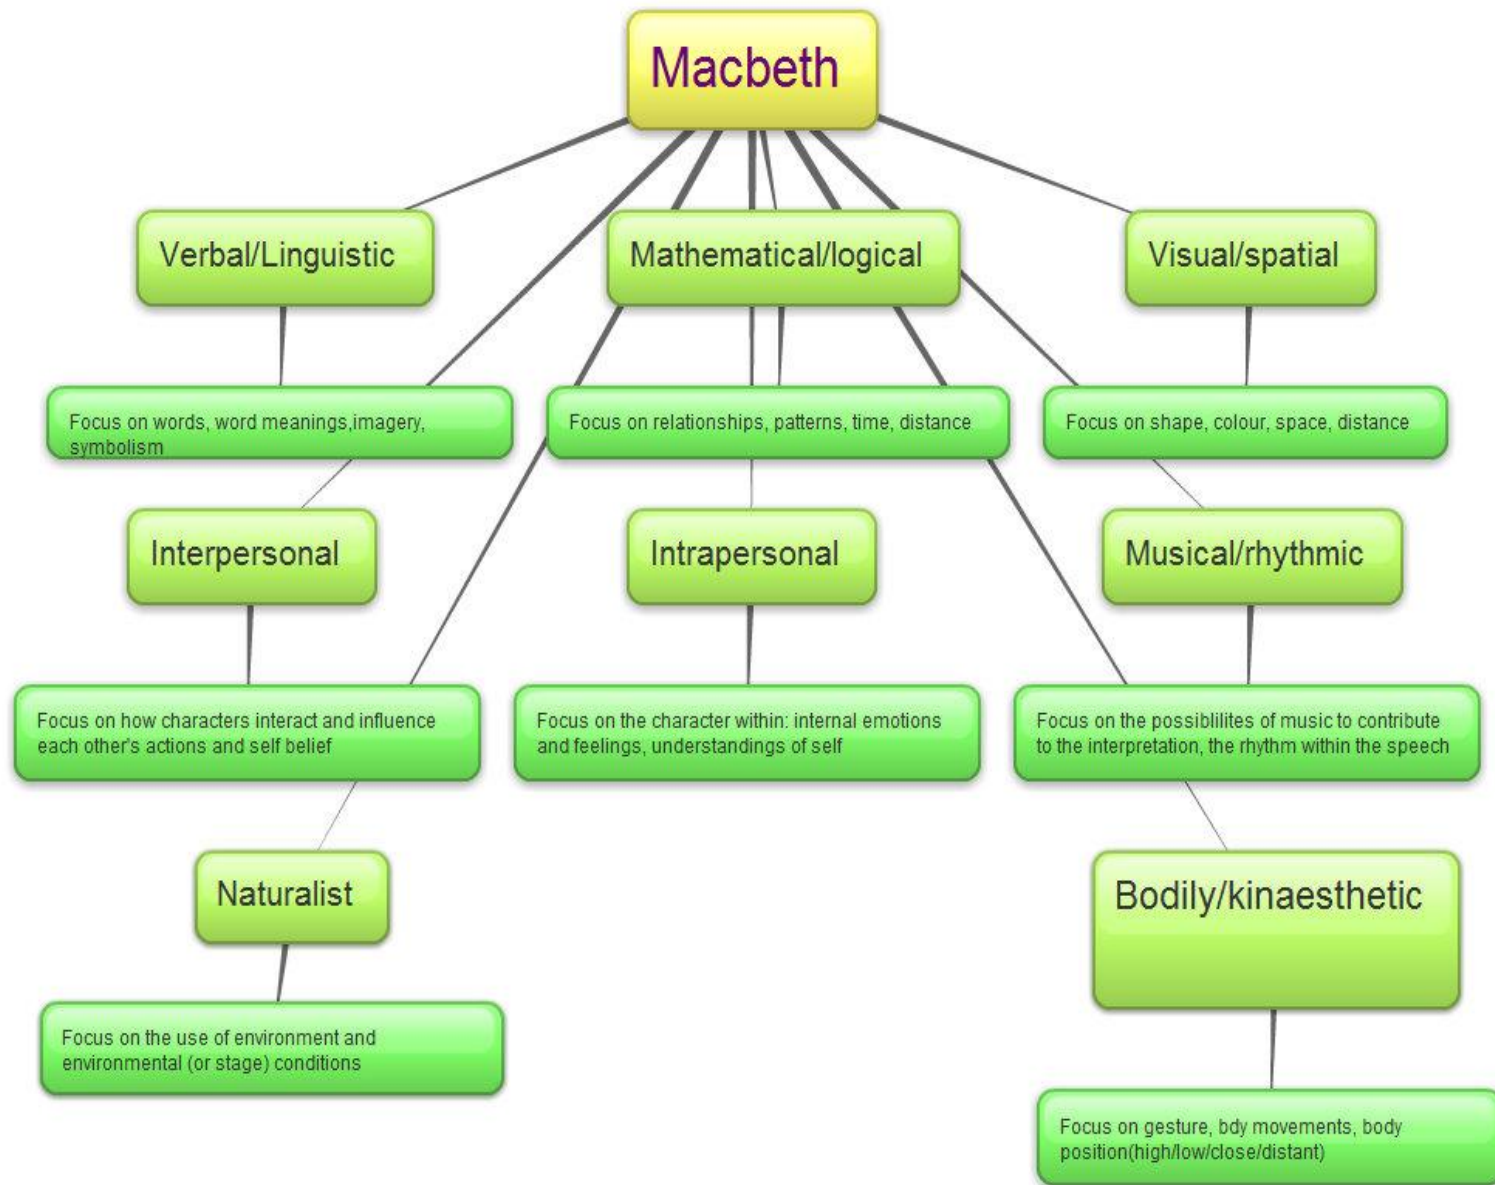 Macbeth
Verbal/Linguistic
Mathematical/logical
Visual/spatial
Focus on words, word meanings,imagery,
symbolism
Focus on relationships, patterns, time, distance
Focus on shape, colour, space, distance
Interpersonal
Intrapersonal
Musical/rhythmic
Focus on how characters interact and influence
each other's actions and self belief
Focus on the character within: internal emotions
and feelings, understandings of self
Focus on the possiblilites of music to contribute
to the interpretation, the rhythm within the speech
Naturalist
Bodily/kinaesthetic
Focus on the use of environment and
environmental (or stage) conditions
Focus on gesture, bdy movements, body
position(high/low/close/distant)